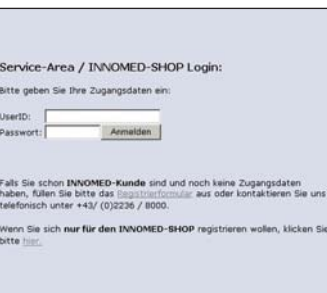 Service-Area / INNOMED-SHOP Login:
Bitte geben Sie Ihre Zugangsdaten ein:
UserID:
Passwort: Anmelden
Falls Sie schon INNOMED-Kunde sind und noch keine Zugangsdaten
haben, füllen Sie bitte das Registrierformular aus oder kontaktieren Sie uns
telefonisch unter +43/ (0)2236 / 8000.
Wenn Sie sich nur für den INNOMED-SHOP registrieren wollen, klicken Sie
bitte hier.